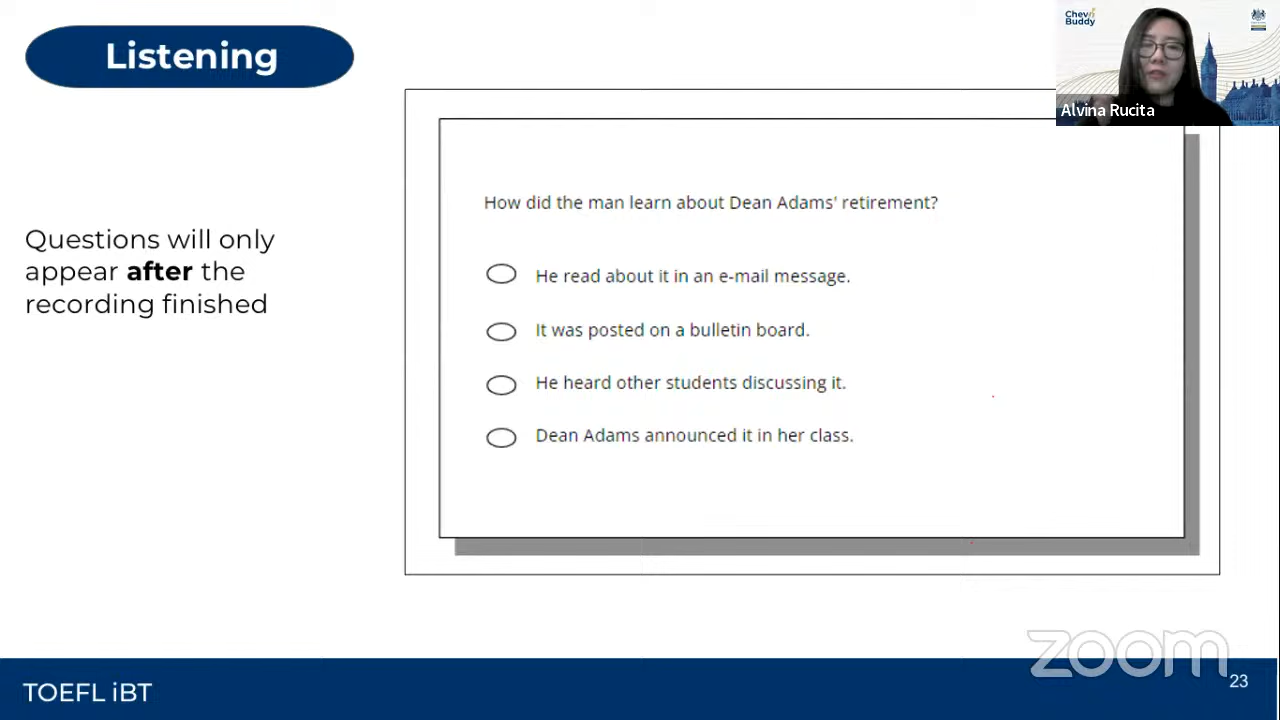 Listening
Chev
Buddy
Alvina Rucita
How did the man learn about Dean Adams' retirement?
Questions will only
appear after the
recording finished
He read about it in an e-mail message.
It was posted on a bulletin board.
He heard other students discussing it.
Dean Adams announced it in her class.
zoom
TOEFL iBT
23